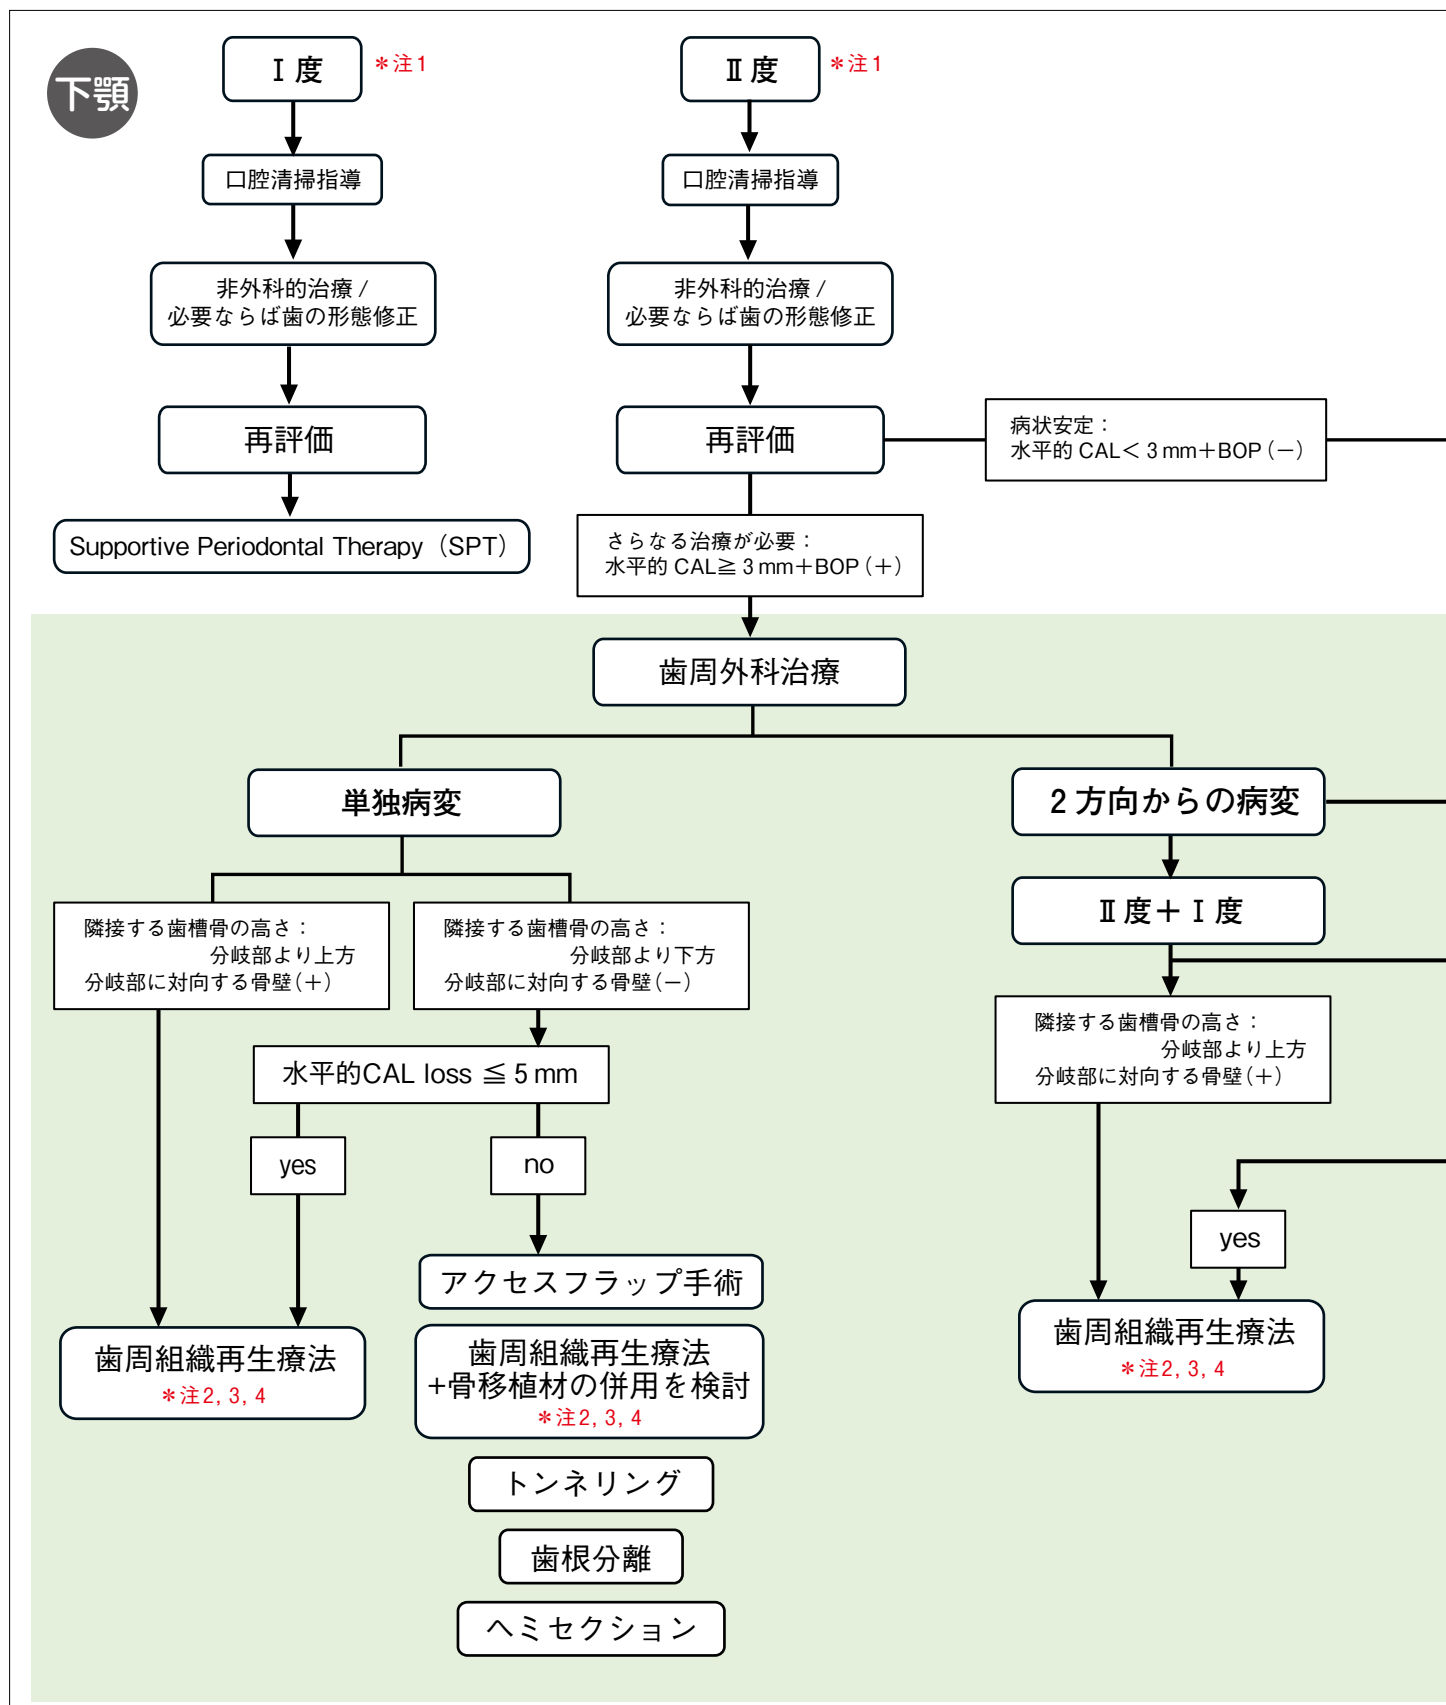 下顎
Ⅰ度 *注1
口腔清掃指導
非外科的治療/
必要ならば歯の形態修正
再評価
Supportive Periodontal Therapy（SPT）
Ⅱ度 *注1
口腔清掃指導
非外科的治療/
必要ならば歯の形態修正
再評価
病状安定：
水平的 CAL＜3mm＋BOP（－）
さらなる治療が必要：
水平的 CAL≧3mm＋BOP（＋）
歯周外科治療
単独病変
隣接する歯槽骨の高さ：
分岐部より上方
分岐部に対向する骨壁（＋）
隣接する歯槽骨の高さ：
分岐部より下方
分岐部に対向する骨壁（－）
水平的CAL loss ≦5mm
yes
no
歯周組織再生療法
*注2, 3, 4
アクセスフラップ手術
歯周組織再生療法
+骨移植材の併用を検討
*注2, 3, 4
トンネリング
歯根分離
ヘミセクション
2方向からの病変
Ⅱ度＋Ⅰ度
隣接する歯槽骨の高さ：
分岐部より上方
分岐部に対向する骨壁（＋）
yes
歯周組織再生療法
*注2, 3, 4